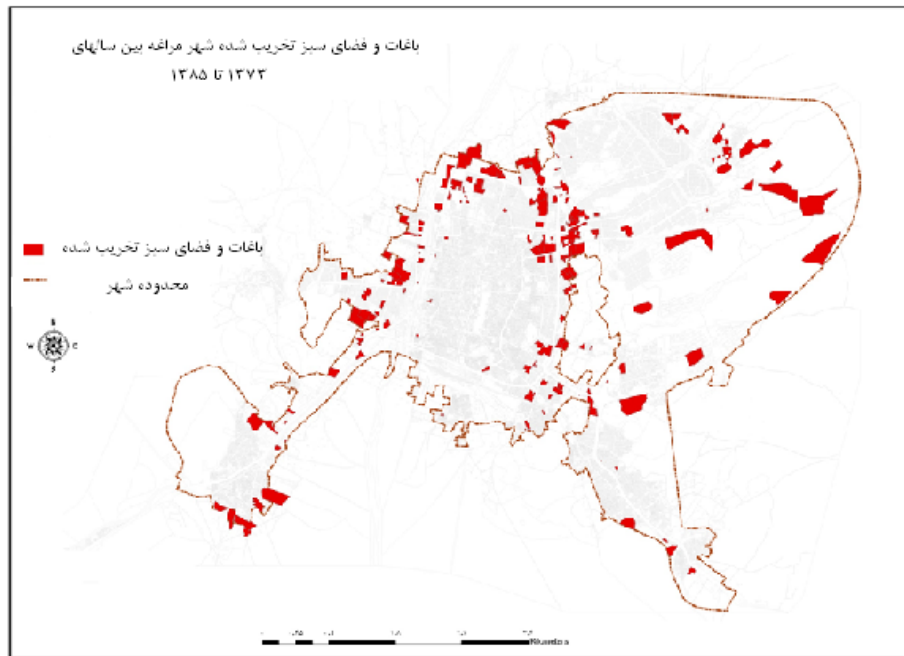 باغات و فضای سبز تخریب شده شهر مراغه بین سالهای
۱۳۷۳ تا ۱۳۸۵
باغات و فضای سبز تخریب شده
محدوده شهر